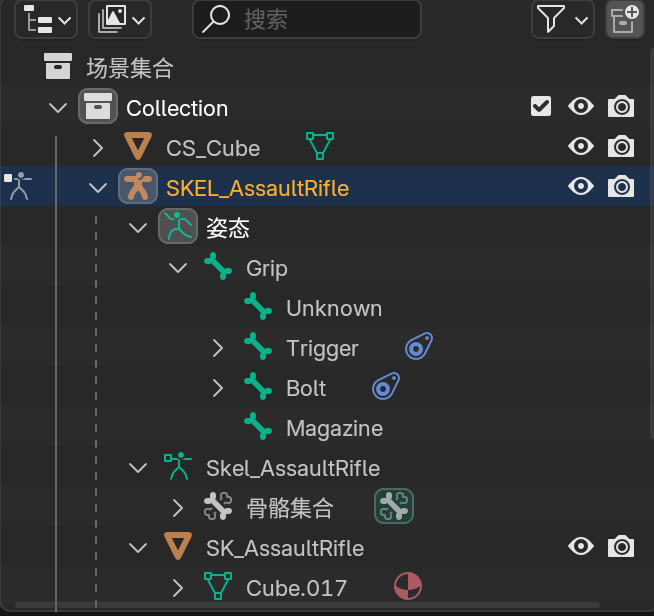 搜索
场景集合
Collection
CS_Cube
SKEL_AssaultRifle
姿态
Grip
Unknown
Trigger
Bolt
Magazine
Skel_AssaultRifle
骨骼集合
SK_AssaultRifle
Cube.017